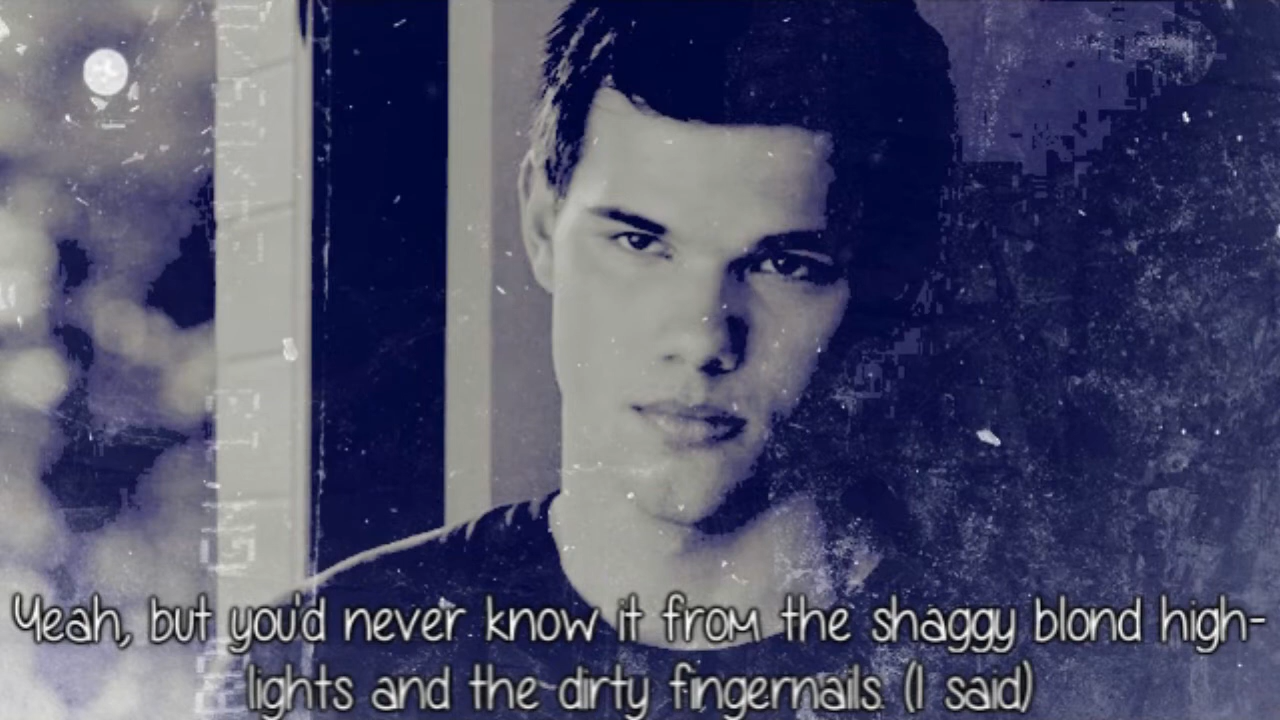 Yeah, but you'd never know it from the shaggy blond high-
lights and the dirty fingernails. (I said)